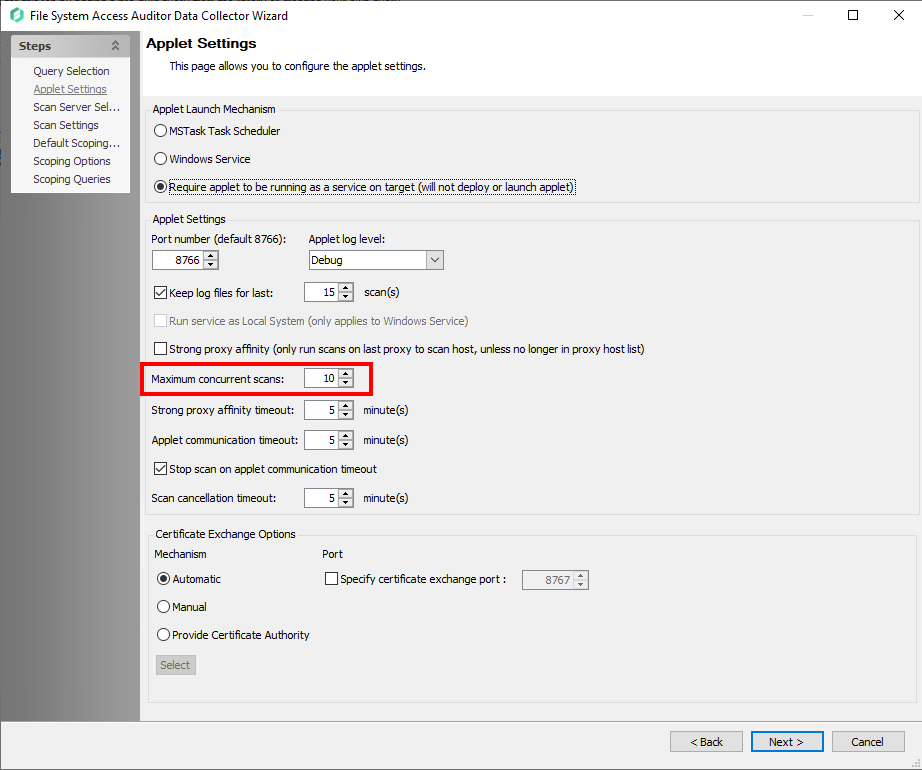 File System Access Auditor Data Collector Wizard
Steps
Query Selection
Applet Settings
Scan Server Sel...
Scan Settings
Default Scoping...
Scoping Options
Scoping Queries
Applet Settings
This page allows you to configure the applet settings.
Applet Launch Mechanism
MSTask Task Scheduler
Windows Service
Require applet to be running as a service on target (will not deploy or launch applet)
Applet Settings
Port number (default 8766): Applet log level:
8766 Debug
Keep log files for last: 15 scan(s)
Run service as Local System (only applies to Windows Service)
Strong proxy affinity (only run scans on last proxy to scan host, unless no longer in proxy host list)
Maximum concurrent scans: 10
Strong proxy affinity timeout: 5 minute(s)
Applet communication timeout: 5 minute(s)
Stop scan on applet communication timeout
Scan cancellation timeout: 5 minute(s)
Certificate Exchange Options
Mechanism Port
Automatic Specify certificate exchange port : 8767
Manual
Provide Certificate Authority
Select
< Back Next > Cancel